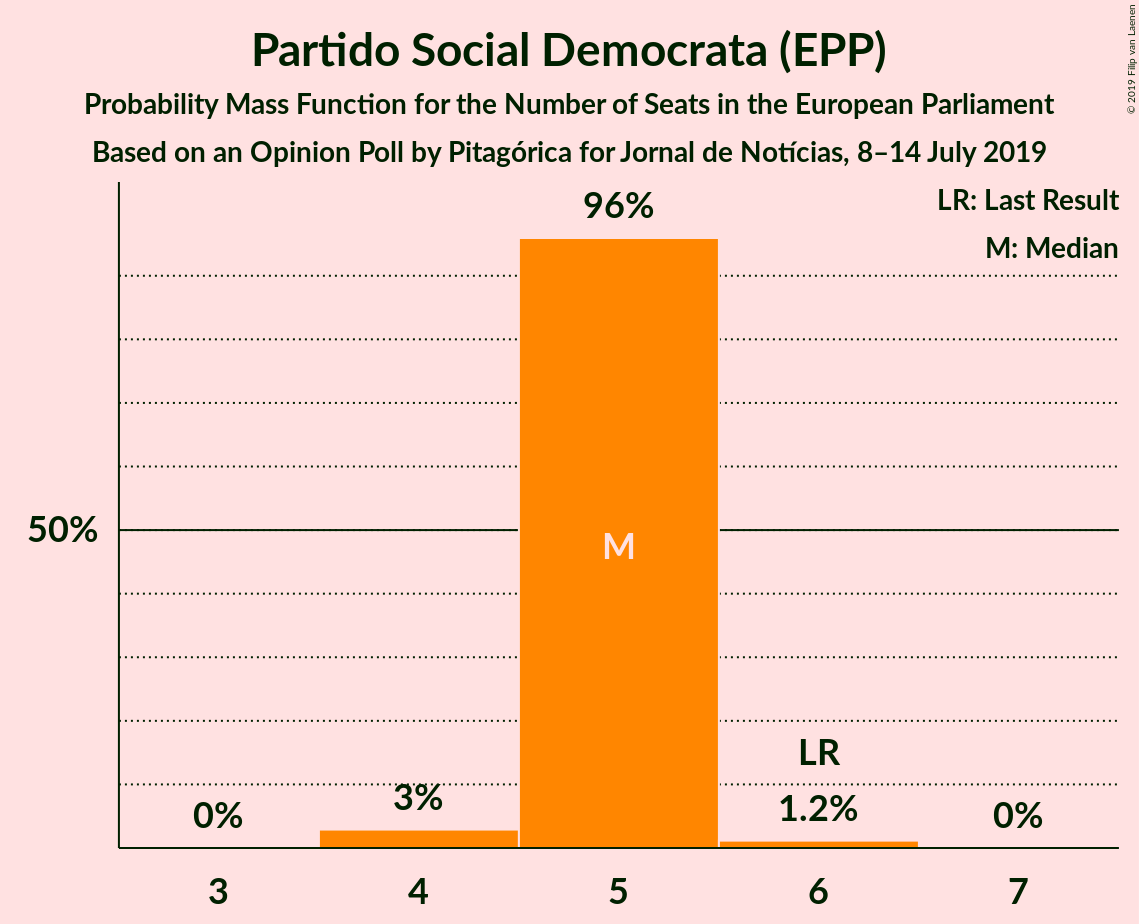 Partido Social Democrata (EPP)
Probability Mass Function for the Number of Seats in the European Parliament
Based on an Opinion Poll by Pitagórica for Jornal de Notícias, 8–14 July 2019
© 2019 Filip van Laenen
LR: Last Result
M: Median
96%
50%
M
LR
0%
3%
1.2%
0%
3
4
5
6
7